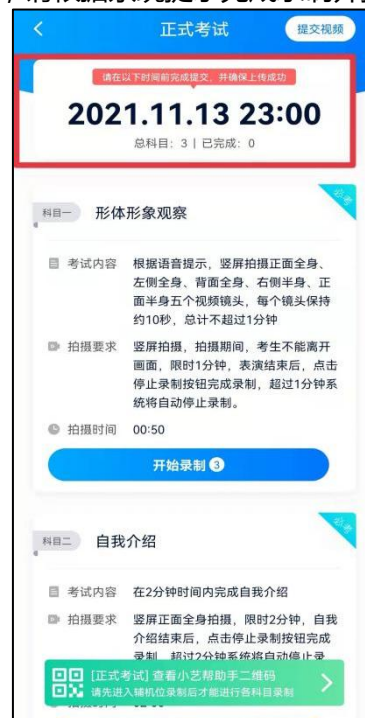 正式考试
提交视频
请在以下时间前完成提交，并确保上传成功
2021.11.13 23:00
总科目：3 | 已完成：0
必考
科目一 形体形象观察
考试内容 根据语音提示，竖屏拍摄正面全身、
左侧全身、背面全身、右侧半身、正
面半身五个视频镜头，每个镜头保持
约10秒，总计不超过1分钟
拍摄要求 竖屏拍摄，拍摄期间，考生不能离开
画面，限时1分钟，表演结束后，点击
停止录制按钮完成录制，超过1分钟系
统将自动停止录制。
拍摄时间 00:50
开始录制 3
必考
科目二 自我介绍
考试内容 在2分钟时间内完成自我介绍
拍摄要求 竖屏正面全身拍摄，限时2分钟，自我
介绍结束后，点击停止录制按钮完成
录制，超过2分钟系统将自动停止录
[正式考试] 查看小艺帮助手二维码
请先进入辅机位录制后才能进行各科目录制